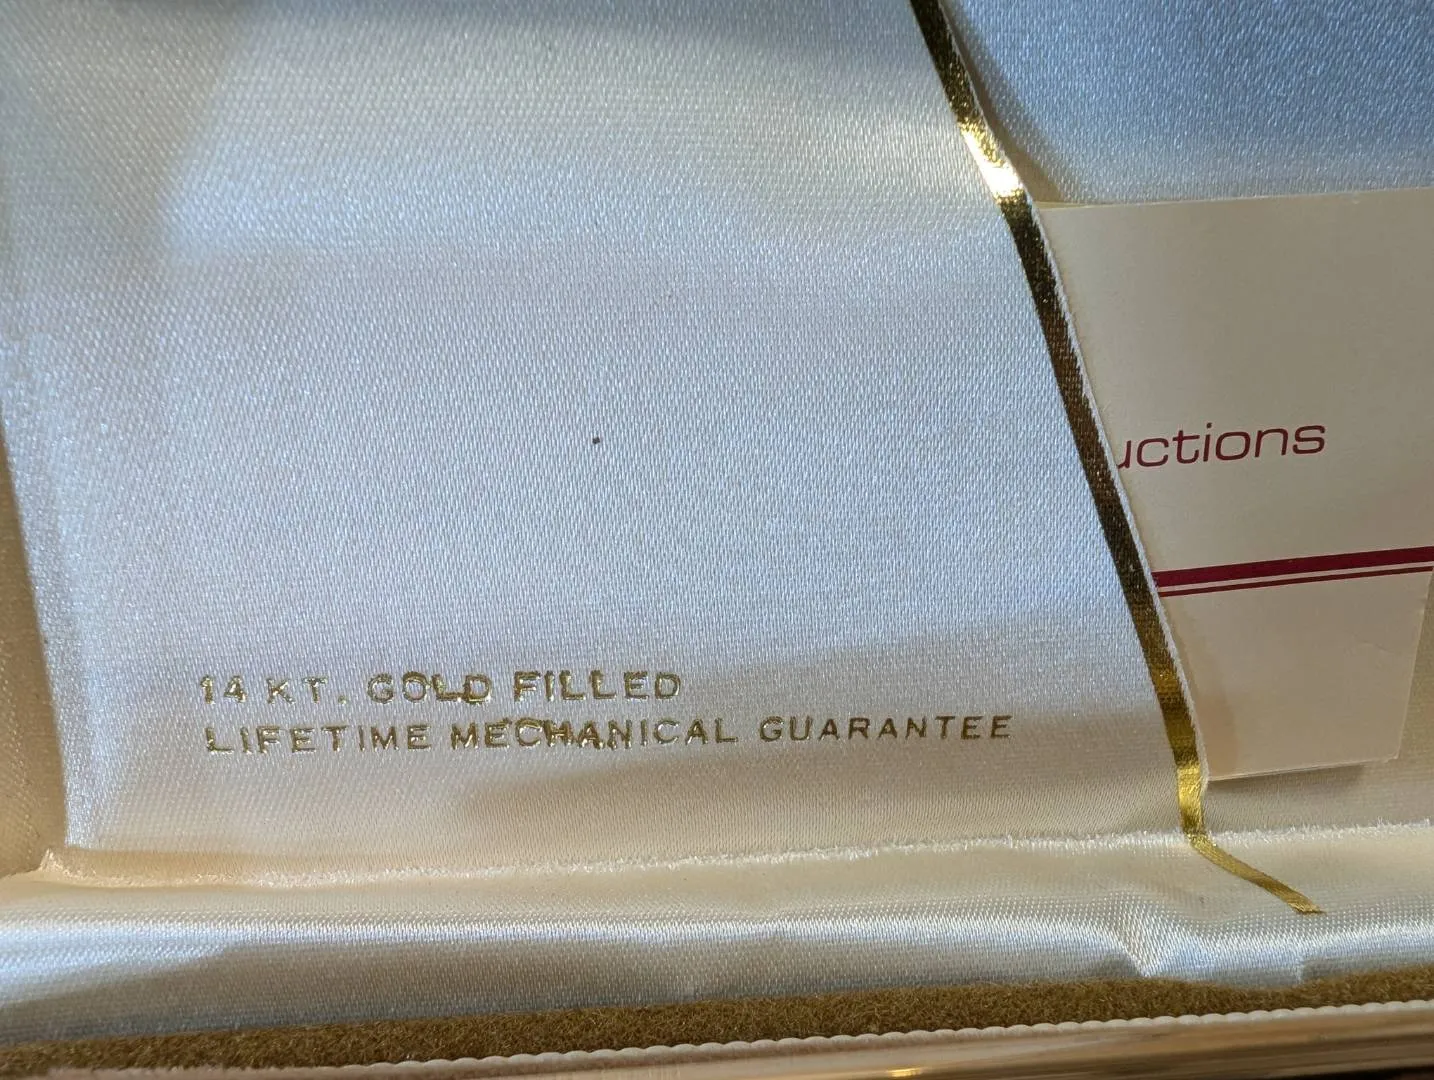 uctions
14 KT. GOLD FILLED
LIFETIME MECHANICAL GUARANTEE